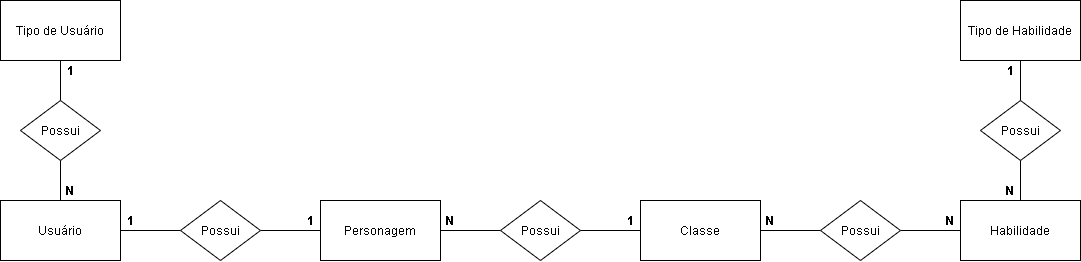 Tipo de Usuário
Tipo de Habilidade
1
1
Possui
Possui
N
N
Usuário
1
Possui
1
Personagem
N
Possui
1
Classe
N
Possui
N
Habilidade